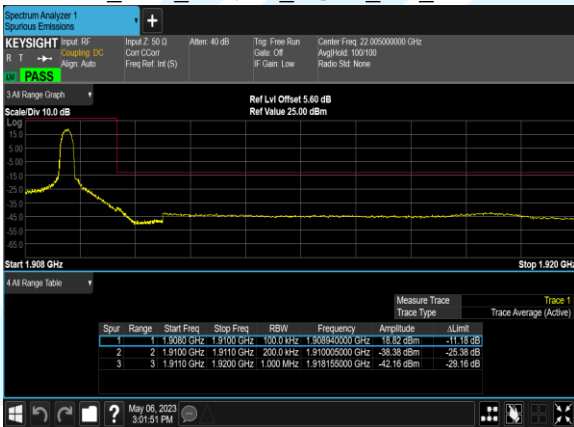 Spectrum Analyzer 1
Spurious Emissions
+
KEYSIGHT Input: RF Input Z: 50 Ω Atten: 40 dB Trig: Free Run Center Freq: 22.005000000 GHz
R T Coupling: DC Corr CCorr Gate: Off Avg|Hold: 100/100
Align: Auto Freq Ref: Int (S) IF Gain: Low Radio Std: None
PASS
3 All Range Graph
Ref Lvl Offset 5.60 dB
Scale/Div 10.0 dB Ref Value 25.00 dBm
Log
15.0
5.00
-5.00
-15.0
-25.0
-35.0
-45.0
-55.0
-65.0
Start 1.908 GHz Stop 1.920 GHz
4 All Range Table
Measure Trace Trace 1
Trace Type Trace Average (Active)
Spur Range Start Freq Stop Freq RBW Frequency Amplitude ΔLimit
1 1 1.9080 GHz 1.9100 GHz 100.0 kHz 1.908940000 GHz 18.82 dBm -11.18 dB
2 2 1.9100 GHz 1.9110 GHz 200.0 kHz 1.910005000 GHz -38.38 dBm -25.38 dB
3 3 1.9110 GHz 1.9200 GHz 1.000 MHz 1.918155000 GHz -42.16 dBm -29.16 dB
? May 06, 2023
3:01:51 PM